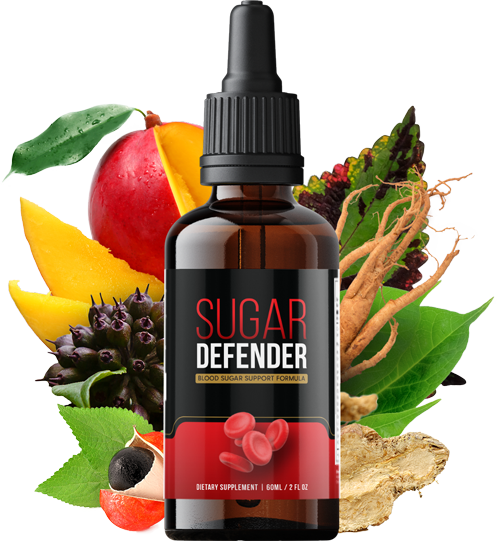 SUGAR
DEFENDER
BLOOD SUGAR SUPPORT FORMULA
DIETARY SUPPLEMENT | 60ML / 2 FL OZ